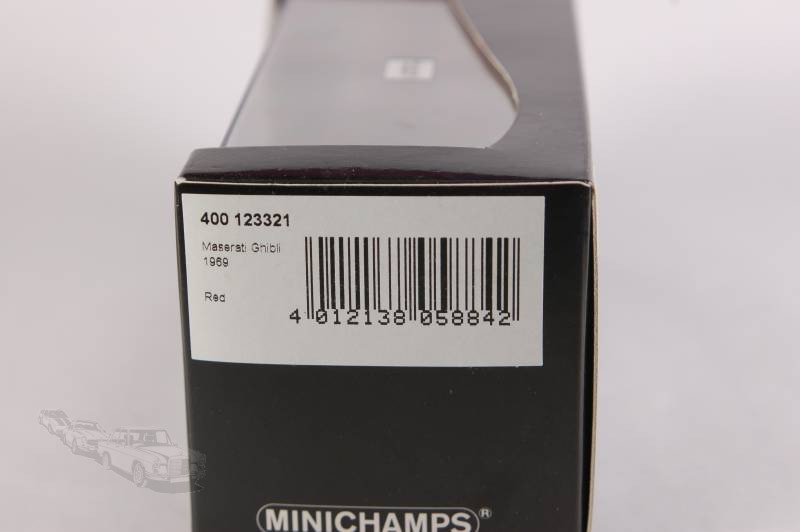 400 123321
Maserati Ghibli
1969
Red
4 012138 058842
MINICHAMPS®